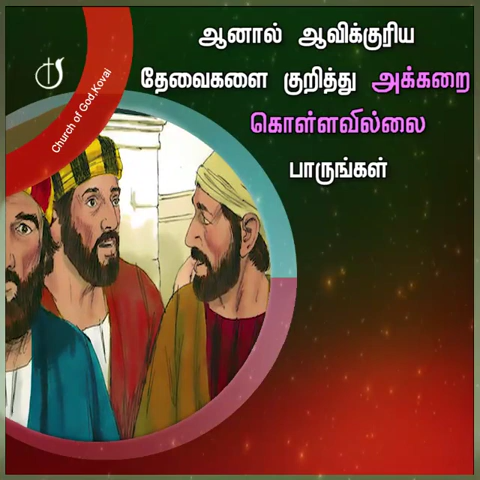 ஆனால் ஆவிக்குரிய
தேவைகளை குறித்து அக்கறை
கொள்ளவில்லை
பாருங்கள்
Church of God,Kovai